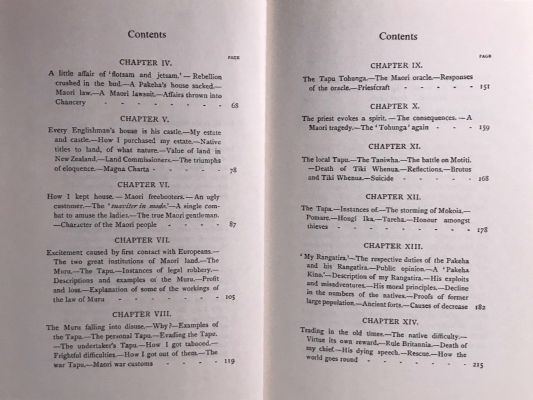 Contents
PAGE
CHAPTER IV.
A little affair of 'flotsam and jetsam.'—Rebellion
crushed in the bud.—A Pakeha's house sacked.—
Maori law.—A Maori lawsuit.—Affairs thrown into
Chancery - - - - - - - 68
CHAPTER V.
Every Englishman's house is his castle.—My estate
and castle.—How I purchased my estate.—Native
titles to land, of what nature.—Value of land in
New Zealand.—Land Commissioners.—The triumphs
of eloquence.—Magna Charta - - - - - 78
CHAPTER VI.
How I kept house.—Maori freebooters.—An ugly
customer.—The 'suaviter in modo.'—A single com-
bat to amuse the ladies.—The true Maori gentleman.
—Character of the Maori people - - - - 87
CHAPTER VII.
Excitement caused by first contact with Europeans.—
The two great institutions of Maori land.—The
Muru.—The Tapu.—Instances of legal robbery.—
Descriptions and examples of the Muru.—Profit
and loss.—Explanation of some of the workings of
the law of Muru - - - - - - 105
CHAPTER VIII.
The Muru falling into disuse.—Why?—Examples of
the Tapu.—The personal Tapu.—Evading the Tapu.
—The undertaker's Tapu.—How I got tabooed.—
Frightful difficulties.—How I got out of them.—The
war Tapu.—Maori war customs - - - - 119
Contents
PAGE
CHAPTER IX.
The Tapu Tohunga.—The Maori oracle.—Responses
of the oracle.—Priestcraft - - - - - 151
CHAPTER X.
The priest evokes a spirit.—The consequences.—A
Maori tragedy.—The 'Tohunga' again - - - 159
CHAPTER XI.
The local Tapu.—The Taniwha.—The battle on Motiti.
—Death of Tiki Whenua.—Reflections.—Brutus
and Tiki Whenua.—Suicide - - - - 168
CHAPTER XII.
The Tapu.—Instances of.—The storming of Mokoia.—
Pomare.—Hongi Ika.—Tareha.—Honour amongst
thieves - - - - - - - 178
CHAPTER XIII.
'My Rangatira.'—The respective duties of the Pakeha
and his Rangatira.—Public opinion.—A 'Pakeha
Kino.'—Description of my Rangatira.—His exploits
and misadventures.—His moral principles.—Decline
in the numbers of the natives.—Proofs of former
large population.—Ancient forts.—Causes of decrease 182
CHAPTER XIV.
Trading in the old times.—The native difficulty.—
Virtue its own reward.—Rule Britannia.—Death of
my chief.—His dying speech.—Rescue.—How the
world goes round - - - - - - 215